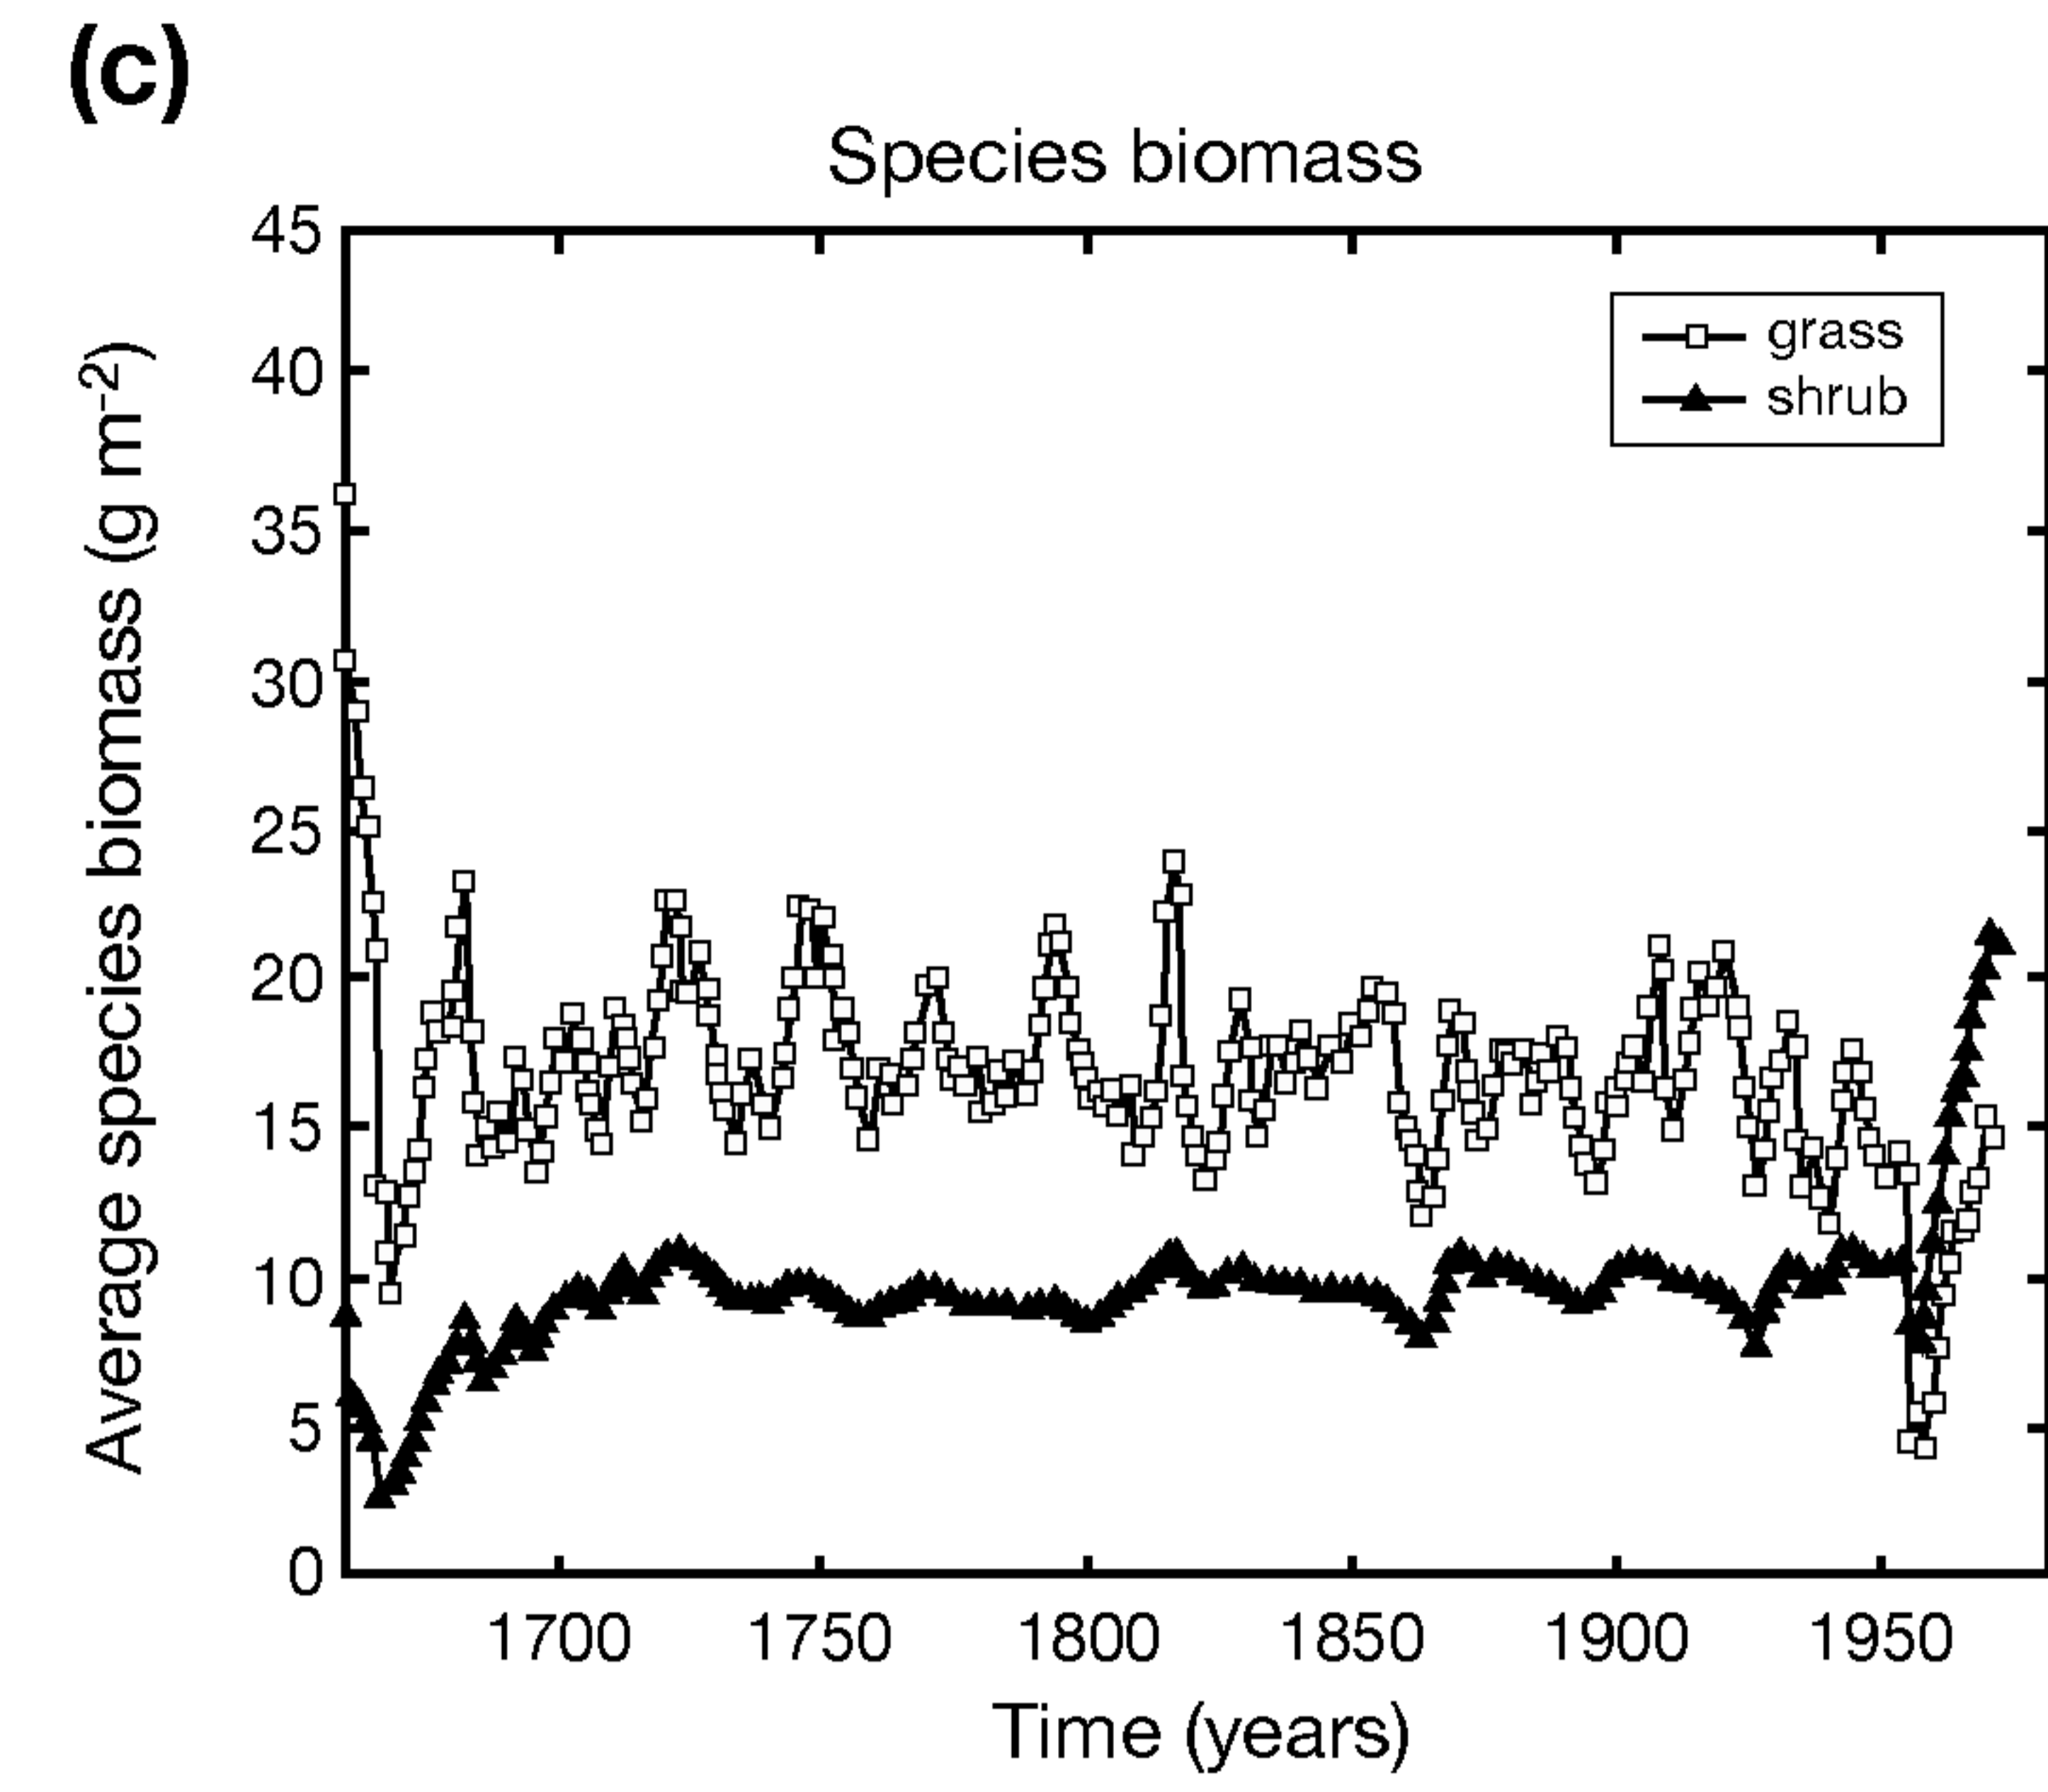 (c)
Species biomass
Average species biomass (g m-2)
45
40
35
30
25
20
15
10
5
0
grass
shrub
1700 1750 1800 1850 1900 1950
Time (years)